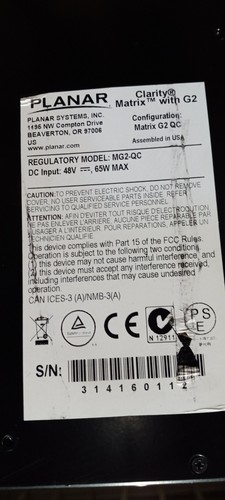 PLANAR
Clarity®
Matrix™ with G2
PLANAR SYSTEMS, INC.
1195 NW Compton Drive
BEAVERTON, OR 97006
US
www.planar.com
Configuration:
Matrix G2 QC
Assembled in USA
REGULATORY MODEL: MG2-QC
DC Input: 48V ⎓, 65W MAX
CAUTION: TO PREVENT ELECTRIC SHOCK, DO NOT
REMOVE COVER. NO USER SERVICEABLE PARTS INSIDE. REFER
SERVICING TO QUALIFIED SERVICE PERSONNEL.
ATTENTION: AFIN D'EVITER TOUT RISQUE D'ELECTROCUTION
NE PAS ENLEVER L'ARRIERE. AUCUNE PIECE REPARABLE PAR
L'USAGER A L'INTERIEUR. POUR REPARATIONS, APPELER UN
TECHNICIEN QUALIFIE
This device complies with Part 15 of the FCC Rules.
Operation is subject to the following two conditions:
(1) this device may not cause harmful interference, and
(2) this device must accept any interference received,
including interferences that may cause undesired
operation.
CAN ICES-3 (A)/NMB-3(A)
CE
N 12911
PS
E
S/N:
314160112